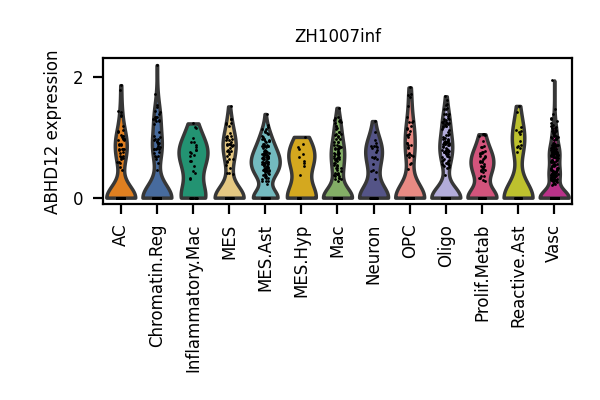 ZH1007inf
ABHD12 expression
2
0
AC
Chromatin.Reg
Inflammatory.Mac
MES
MES.Ast
MES.Hyp
Mac
Neuron
OPC
Oligo
Prolif.Metab
Reactive.Ast
Vasc